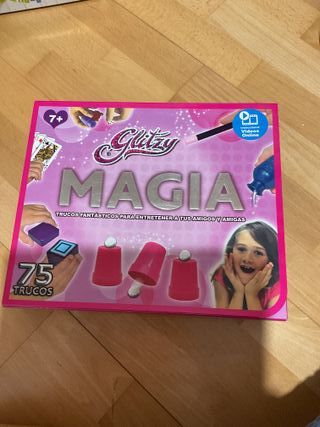 7+
Glitzy
Videos
Online
MAGIA
TRUCOS FANTÁSTICOS PARA ENTRETENER A TUS AMIGOS Y AMIGAS
75
TRUCOS